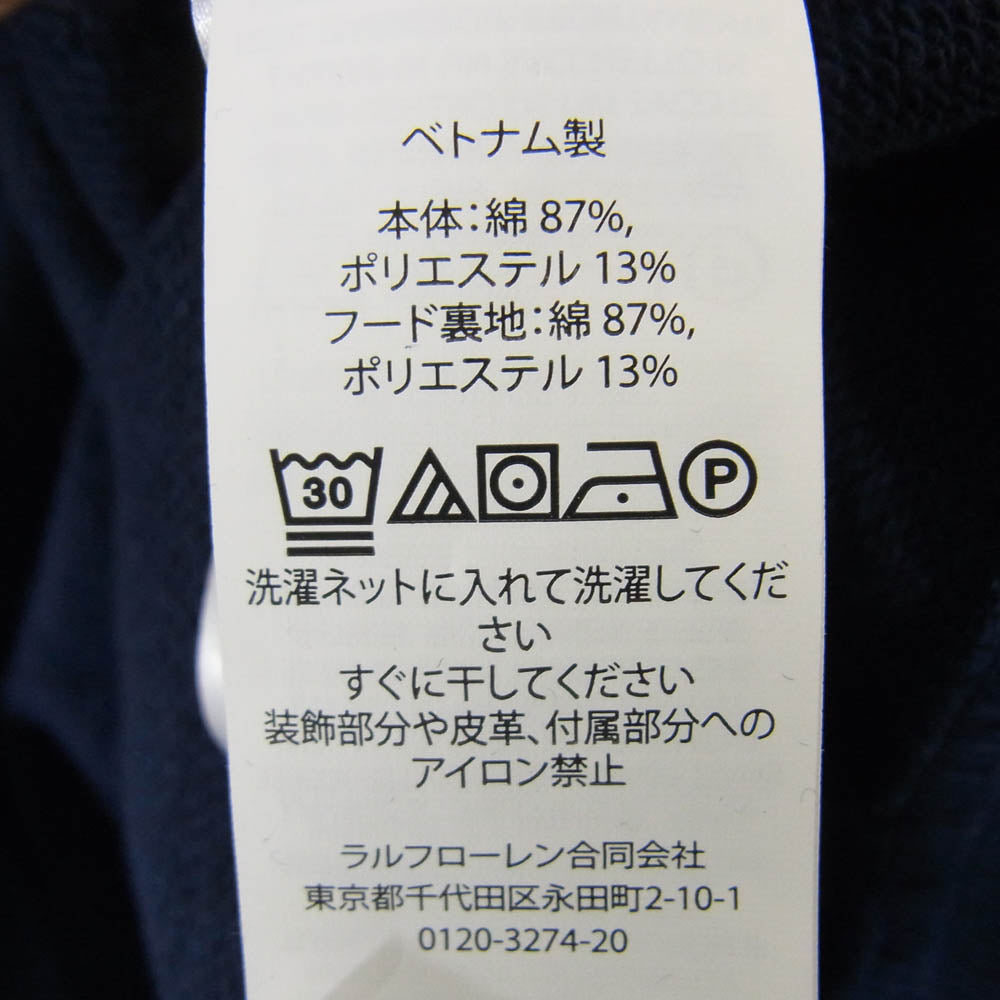 ベトナム製
本体：綿 87%,
ポリエステル 13%
フード裏地：綿 87%,
ポリエステル 13%
30 P
洗濯ネットに入れて洗濯してくだ
さい
すぐに干してください
装飾部分や皮革、付属部分への
アイロン禁止
ラルフローレン合同会社
東京都千代田区永田町2-10-1
0120-3274-20